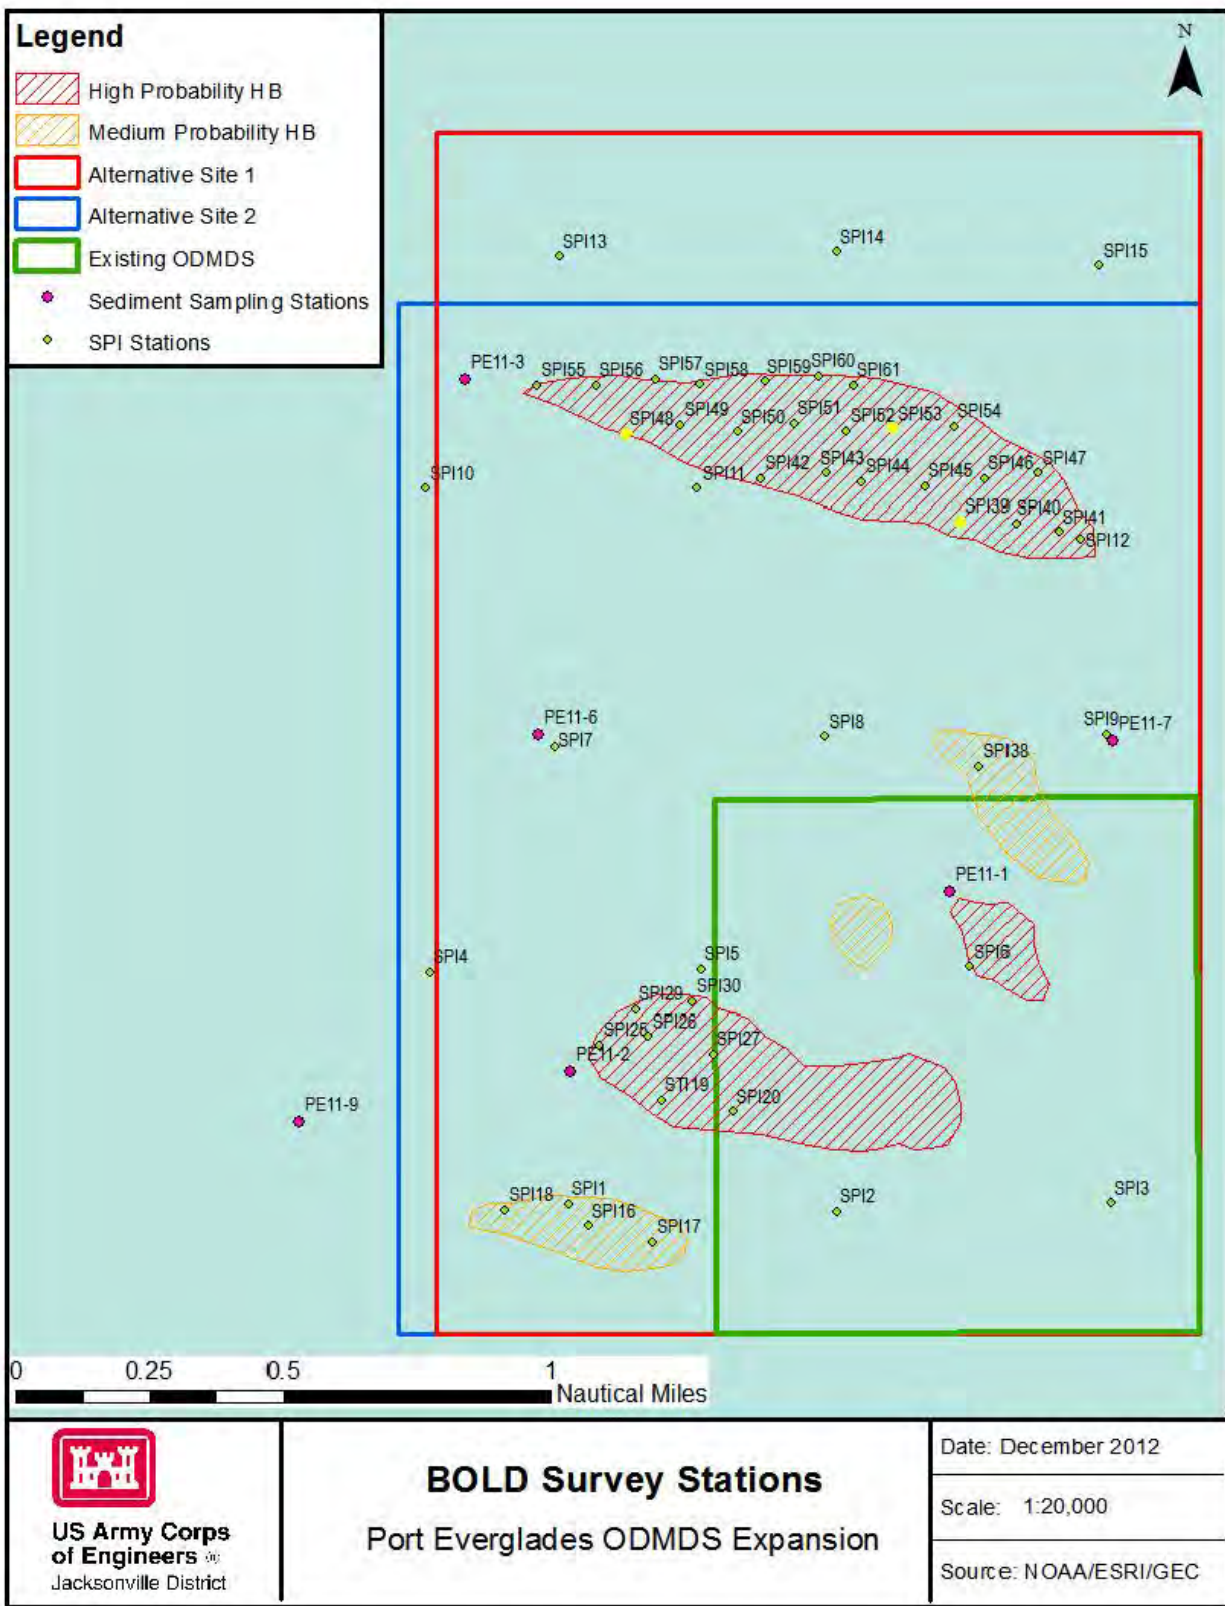 Legend
High Probability HB
Medium Probability HB
Alternative Site 1
Alternative Site 2
Existing ODMDS
Sediment Sampling Stations
SPI Stations
N
SPI13
SPI14
SPI15
PE11-3
SPI55
SPI56
SPI57
SPI58
SPI59
SPI60
SPI61
SPI48
SPI49
SPI50
SPI51
SPI52
SPI53
SPI54
SPI10
SPI11
SPI42
SPI43
SPI44
SPI45
SPI46
SPI47
SPI39
SPI40
SPI41
SPI12
PE11-6
SPI7
SPI8
SPI9
PE11-7
SPI38
PE11-1
SPI4
SPI5
SPI6
SPI29
SPI30
SPI25
SPI26
SPI27
PE11-2
STI19
SPI20
PE11-9
SPI18
SPI1
SPI16
SPI17
SPI2
SPI3
0 0.25 0.5 1
Nautical Miles
US Army Corps
of Engineers ®
Jacksonville District
BOLD Survey Stations
Port Everglades ODMDS Expansion
Date: December 2012
Scale: 1:20,000
Source: NOAA/ESRI/GEC